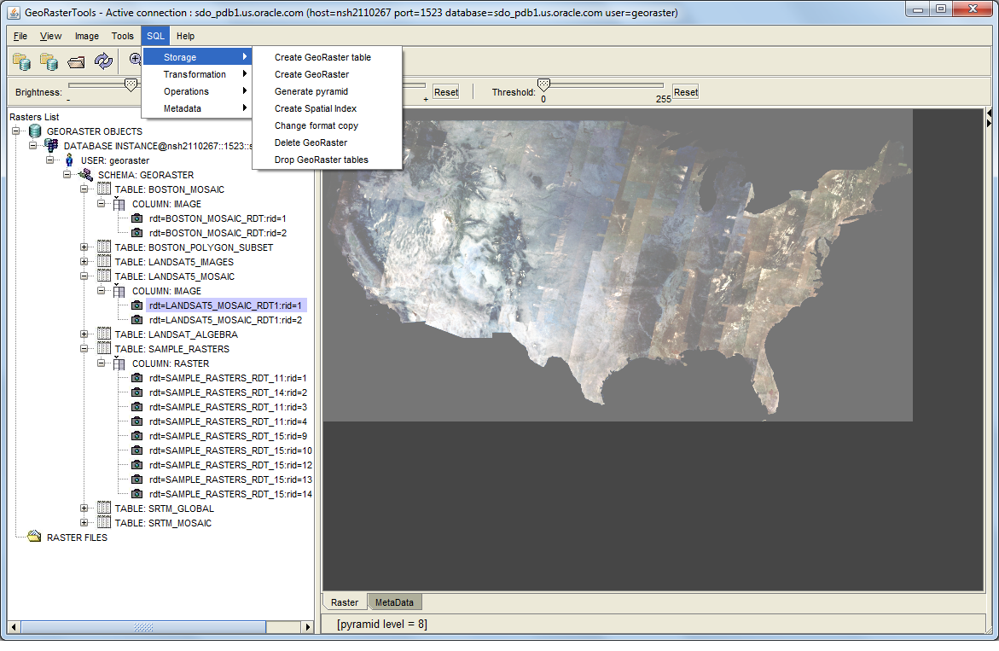 GeoRasterTools - Active connection : sdo_pdb1.us.oracle.com (host=nsh2110267 port=1523 database=sdo_pdb1.us.oracle.com user=georaster)
File View Image Tools SQL Help
Storage
Transformation
Operations
Metadata
Create GeoRaster table
Create GeoRaster
Generate pyramid
Create Spatial Index
Change format copy
Delete GeoRaster
Drop GeoRaster tables
Brightness: - + Reset Threshold: 0 255 Reset
Rasters List
GEORASTER OBJECTS
DATABASE INSTANCE@nsh2110267::1523::s
USER: georaster
SCHEMA: GEORASTER
TABLE: BOSTON_MOSAIC
COLUMN: IMAGE
rdt=BOSTON_MOSAIC_RDT:rid=1
rdt=BOSTON_MOSAIC_RDT:rid=2
TABLE: BOSTON_POLYGON_SUBSET
TABLE: LANDSAT5_IMAGES
TABLE: LANDSAT5_MOSAIC
COLUMN: IMAGE
rdt=LANDSAT5_MOSAIC_RDT1:rid=1
rdt=LANDSAT5_MOSAIC_RDT1:rid=2
TABLE: LANDSAT_ALGEBRA
TABLE: SAMPLE_RASTERS
COLUMN: RASTER
rdt=SAMPLE_RASTERS_RDT_11:rid=1
rdt=SAMPLE_RASTERS_RDT_14:rid=2
rdt=SAMPLE_RASTERS_RDT_11:rid=3
rdt=SAMPLE_RASTERS_RDT_11:rid=4
rdt=SAMPLE_RASTERS_RDT_15:rid=9
rdt=SAMPLE_RASTERS_RDT_15:rid=10
rdt=SAMPLE_RASTERS_RDT_15:rid=12
rdt=SAMPLE_RASTERS_RDT_15:rid=13
rdt=SAMPLE_RASTERS_RDT_15:rid=14
TABLE: SRTM_GLOBAL
TABLE: SRTM_MOSAIC
RASTER FILES
Raster MetaData
[pyramid level = 8]